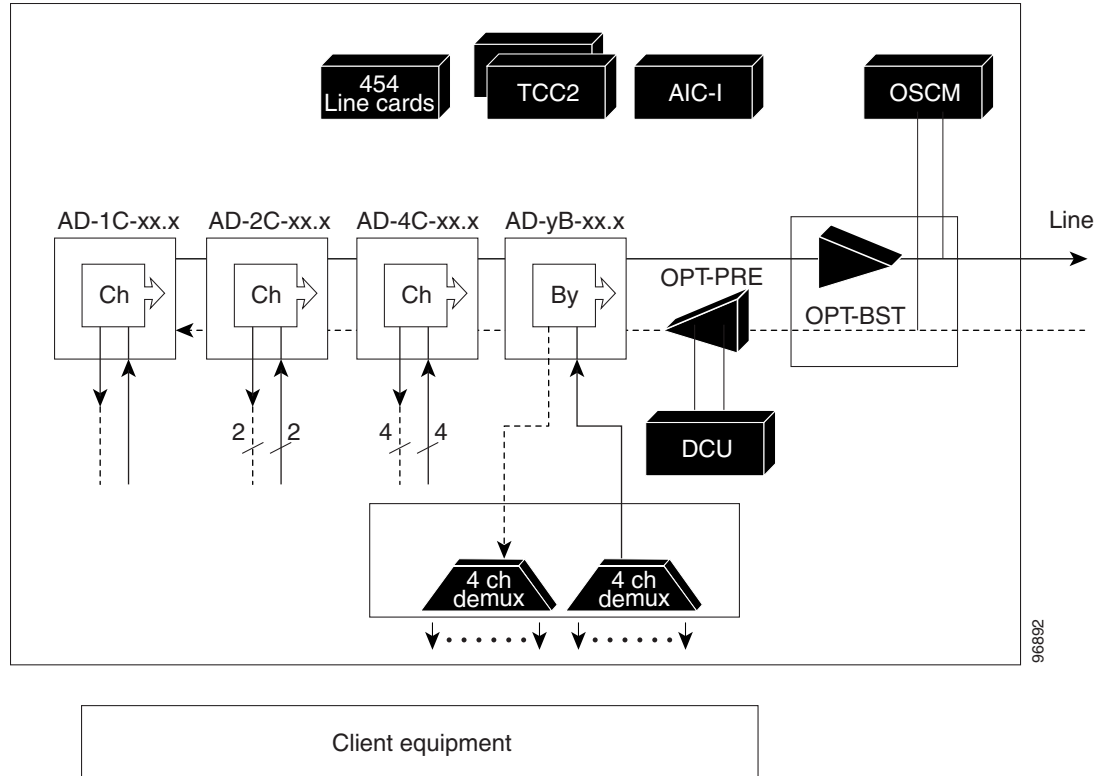 454
Line cards
TCC2
AIC-I
OSCM
AD-1C-xx.x
AD-2C-xx.x
AD-4C-xx.x
AD-yB-xx.x
Line
Ch
Ch
Ch
By
OPT-PRE
OPT-BST
2
2
4
4
DCU
4 ch
demux
4 ch
demux
96892
Client equipment